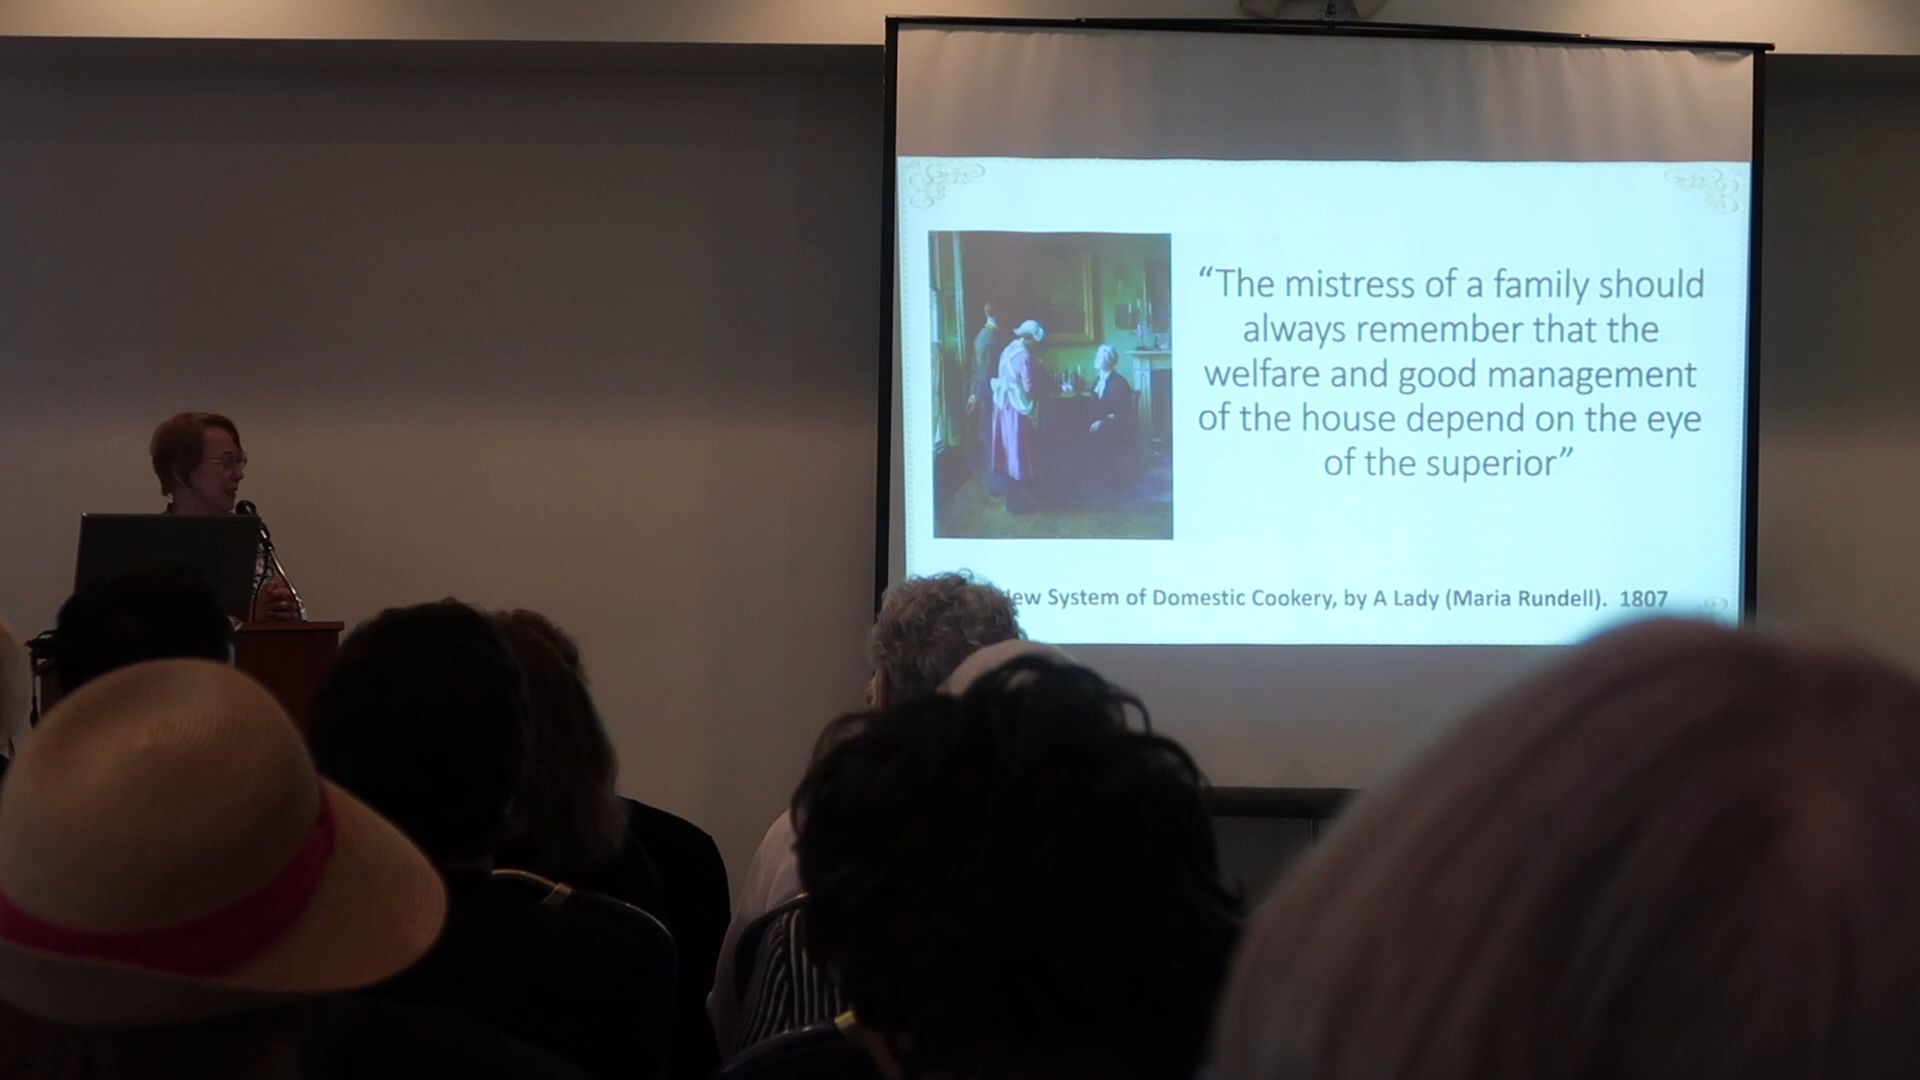 “The mistress of a family should
always remember that the
welfare and good management
of the house depend on the eye
of the superior”
System of Domestic Cookery, by A Lady (Maria Rundell). 1807